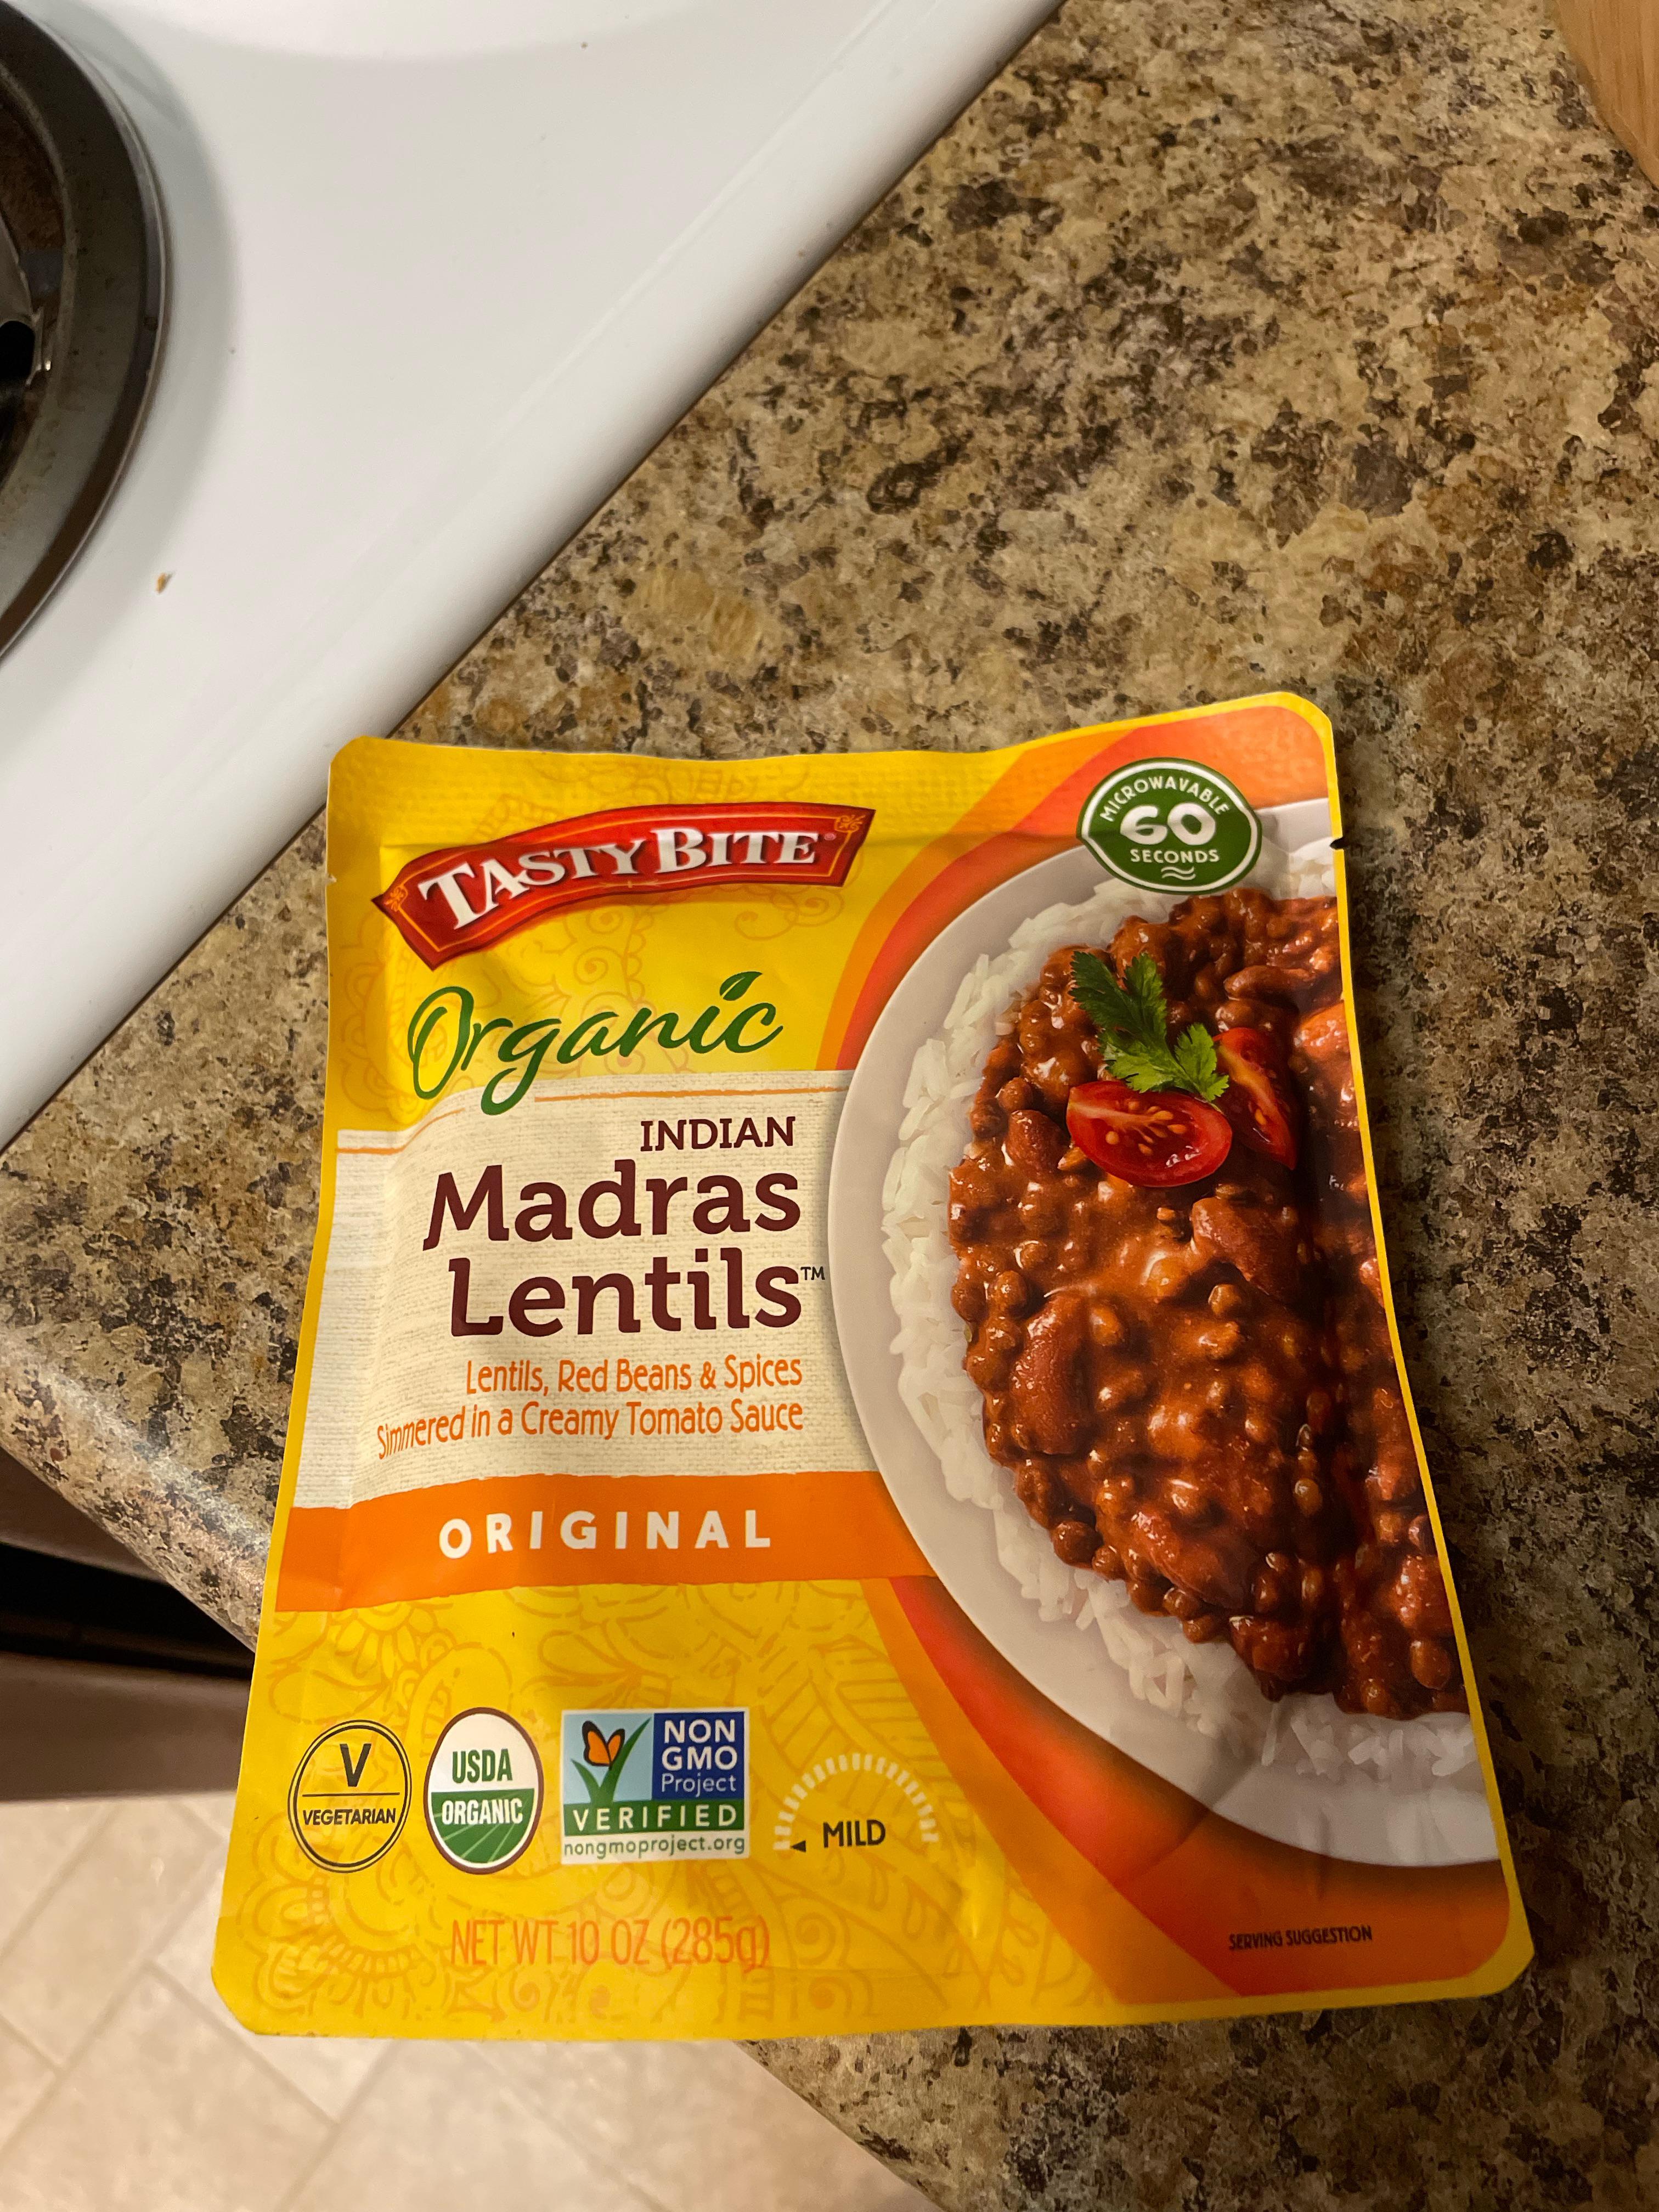 MICROWAVABLE
60
SECONDS
TASTY BITE®
Organic
INDIAN
Madras
Lentils™
Lentils, Red Beans & Spices
Simmered in a Creamy Tomato Sauce
ORIGINAL
V
VEGETARIAN
USDA
ORGANIC
NON
GMO
Project
VERIFIED
nongmoproject.org
MILD
NET WT 10 OZ (285g)
SERVING SUGGESTION